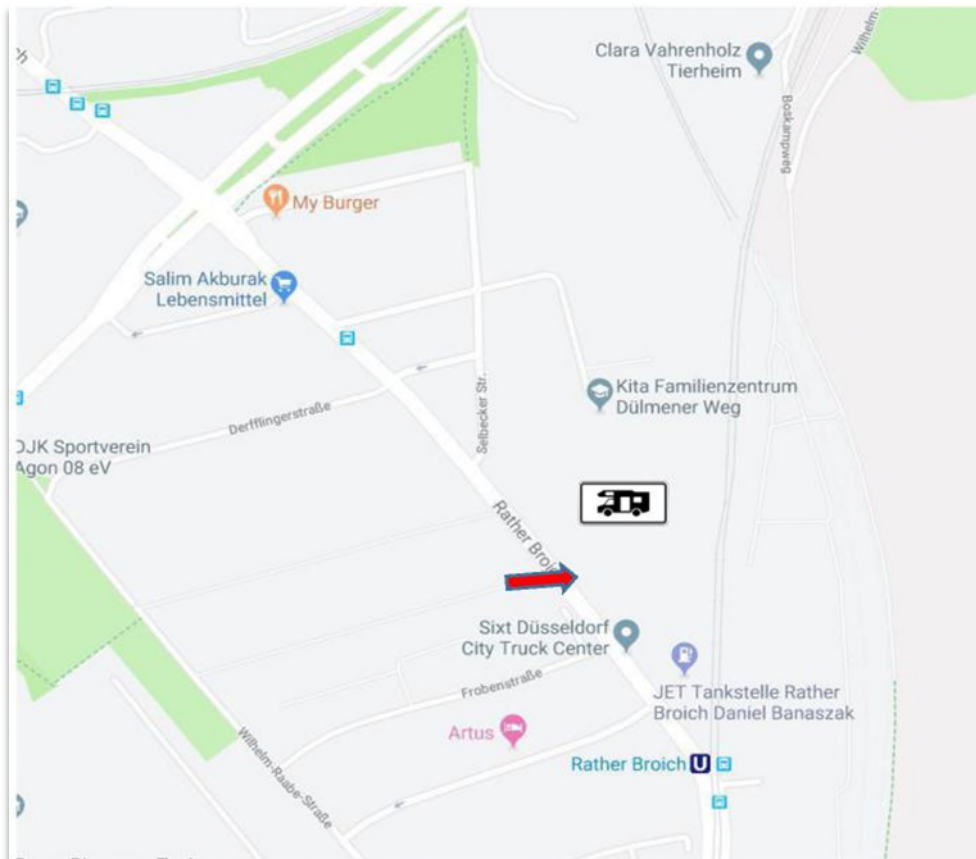 Clara Vahrenholz
Tierheim
Wilhelm-
Boskampweg
My Burger
Salim Akburak
Lebensmittel
Kita Familienzentrum
Dülmener Weg
Selbecker Str.
Derfflingerstraße
DJK Sportverein
Agon 08 eV
Rather Broich
Sixt Düsseldorf
City Truck Center
Frobenstraße
JET Tankstelle Rather
Broich Daniel Banaszak
Artus
Wilhelm-Raabe-Straße
Rather Broich U